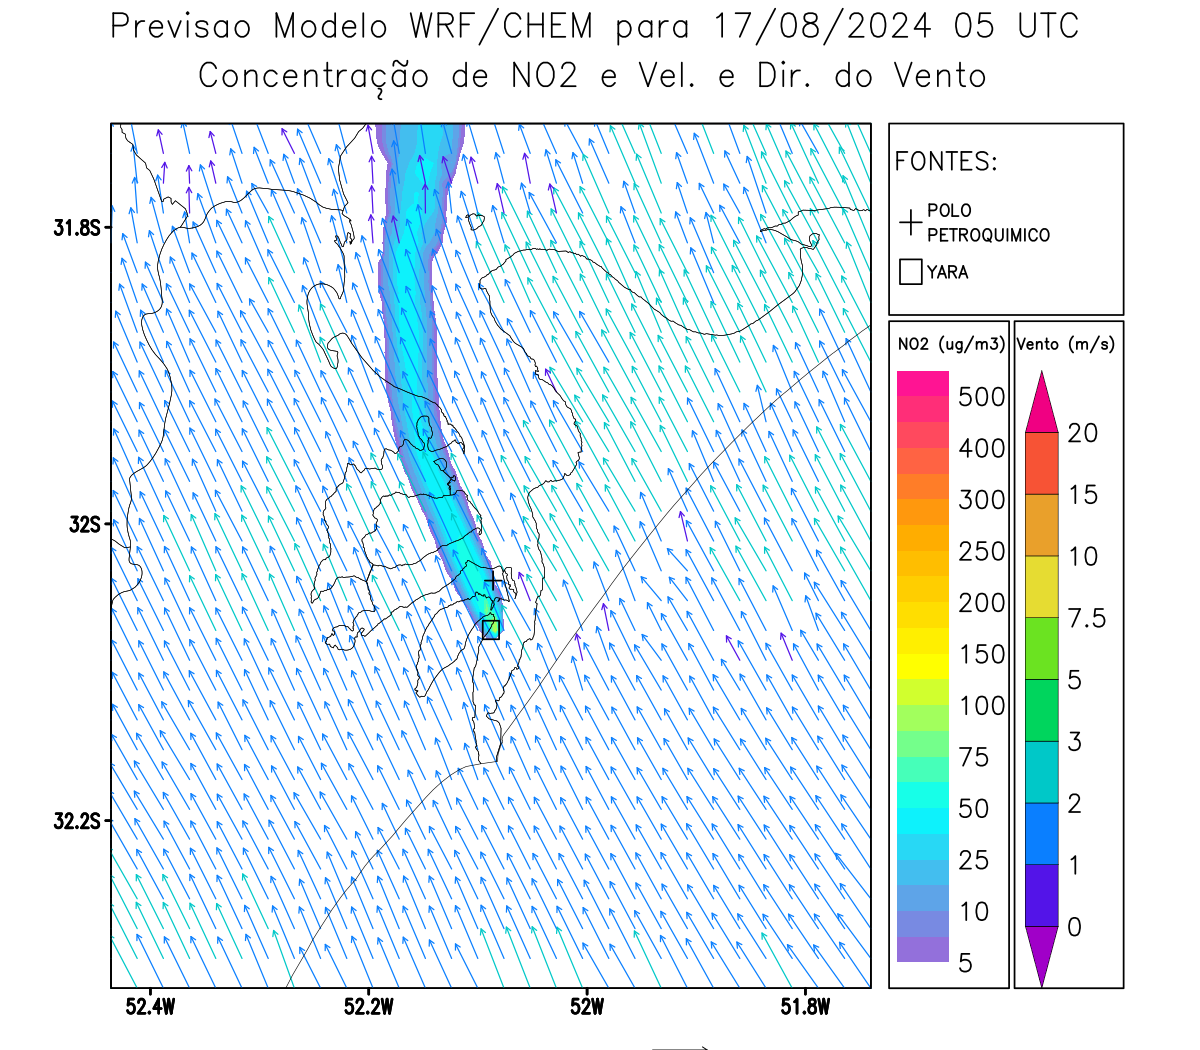 Previsao Modelo WRF/CHEM para 17/08/2024 05 UTC
Concentração de NO2 e Vel. e Dir. do Vento
FONTES:
POLO
PETROQUIMICO
YARA
31.8S
32S
32.2S
52.4W
52.2W
52W
51.8W
NO2 (ug/m3)
500
400
300
250
200
150
100
75
50
25
10
5
Vento (m/s)
20
15
10
7.5
5
3
2
1
0